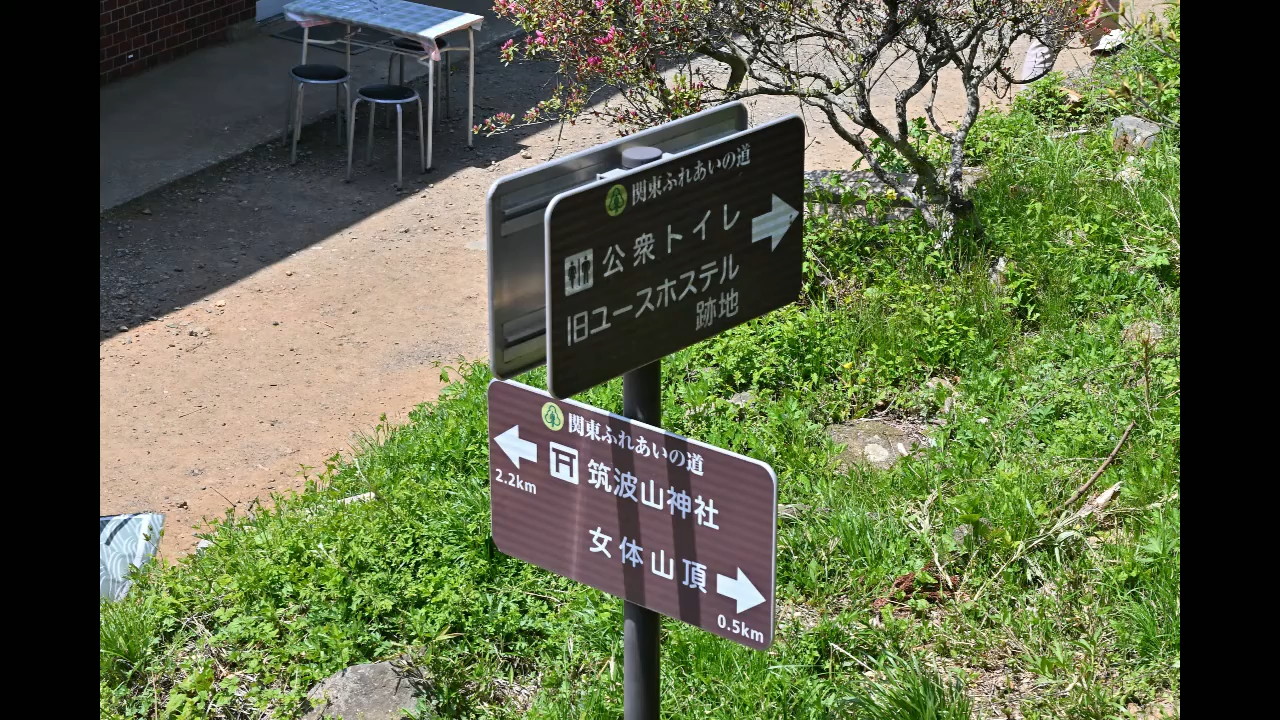 関東ふれあいの道
公衆トイレ
旧ユースホステル
跡地
関東ふれあいの道
筑波山神社
2.2km
女体山頂
0.5km